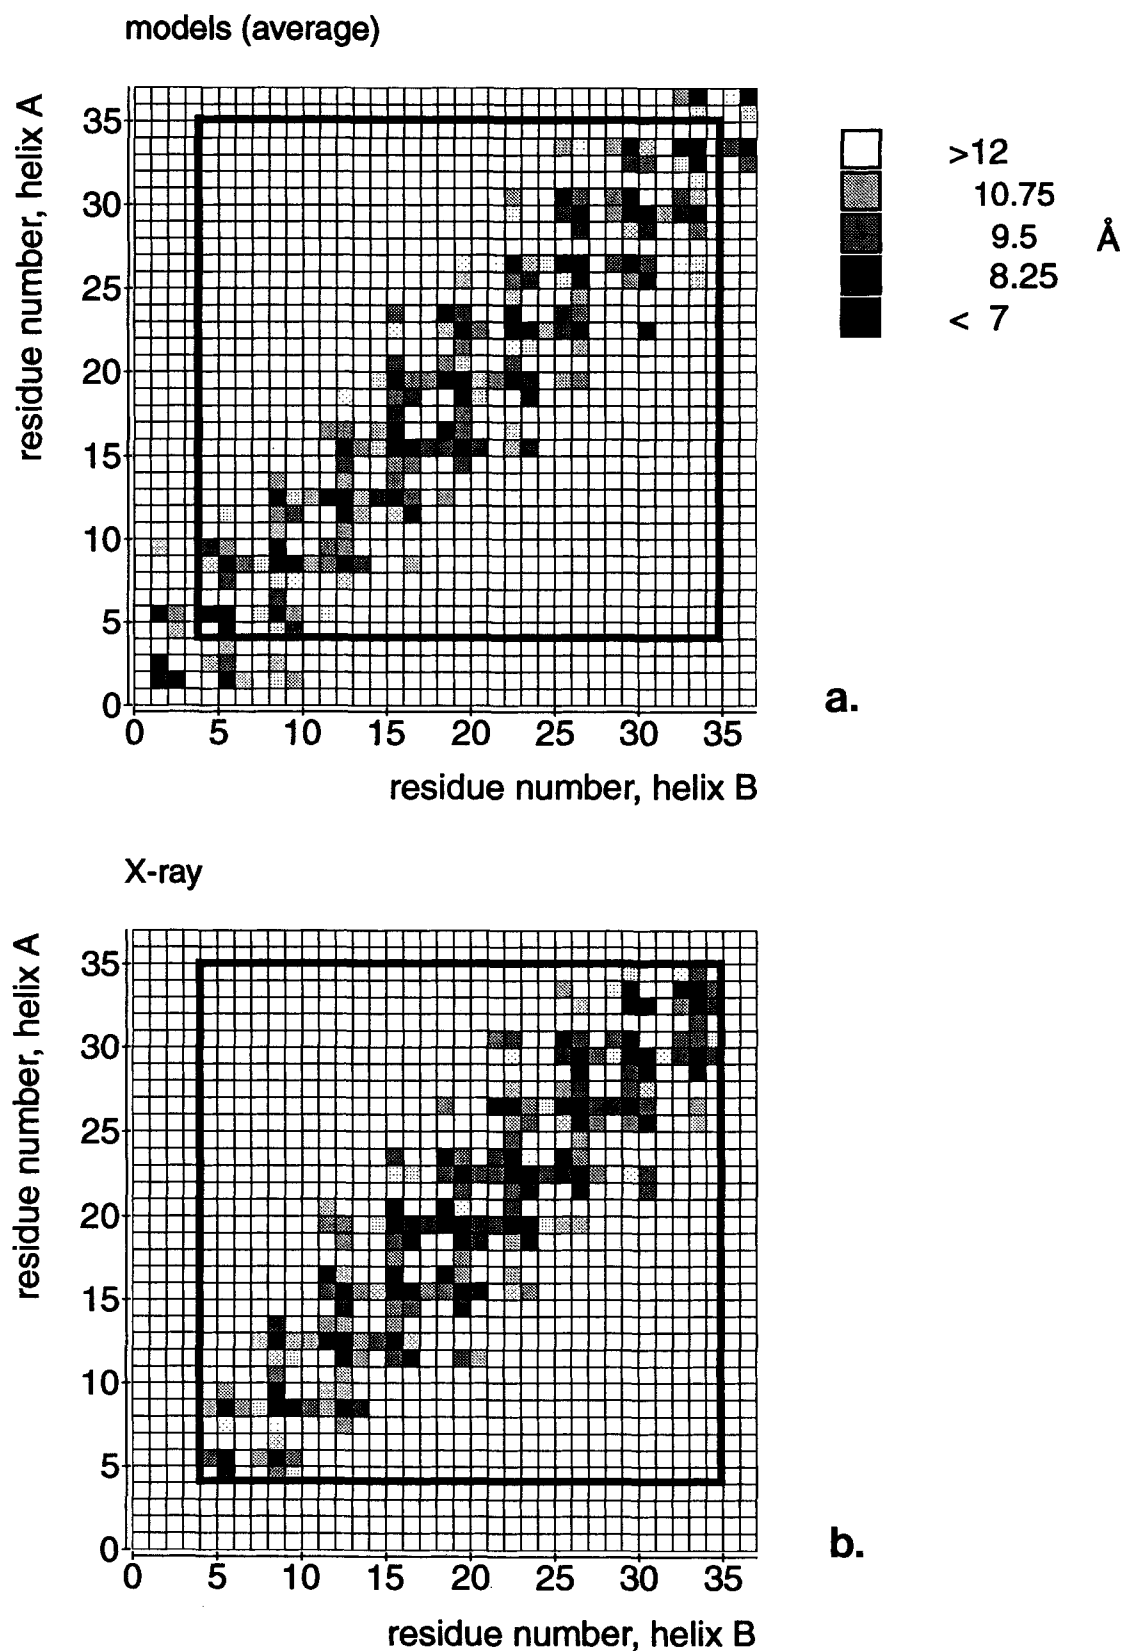 models (average)
residue number, helix A
35
30
25
20
15
10
5
0
0 5 10 15 20 25 30 35
residue number, helix B
>12
10.75
9.5 Å
8.25
< 7
a.
X-ray
residue number, helix A
35
30
25
20
15
10
5
0
0 5 10 15 20 25 30 35
residue number, helix B
b.